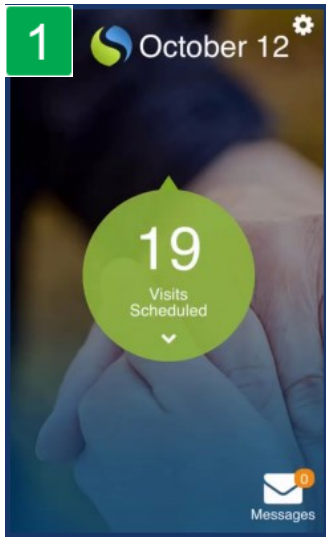 1
October 12
19
Visits
Scheduled
0
Messages